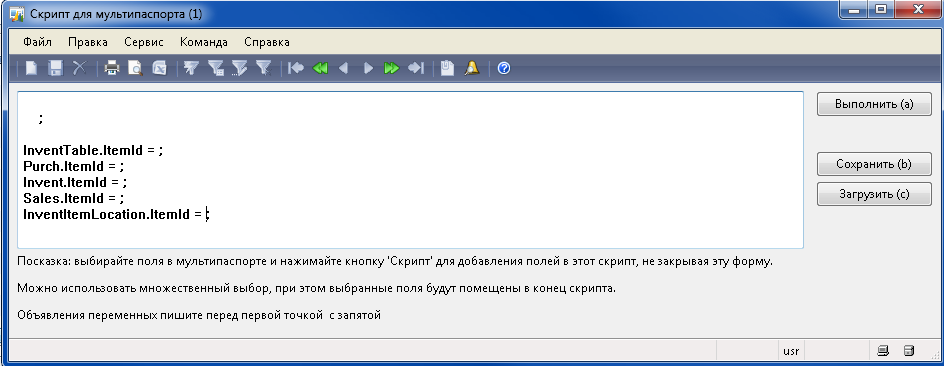 Скрипт для мультипаспорта (1)
Файл Правка Сервис Команда Справка
;
Выполнить (a)
InventTable.ItemId = ;
Purch.ItemId = ;
Сохранить (b)
Invent.ItemId = ;
Sales.ItemId = ;
Загрузить (c)
InventItemLocation.ItemId = ;
Посказка: выбирайте поля в мультипаспорте и нажимайте кнопку 'Скрипт' для добавления полей в этот скрипт, не закрывая эту форму.
Можно использовать множественный выбор, при этом выбранные поля будут помещены в конец скрипта.
Объявления переменных пишите перед первой точкой с запятой
usr